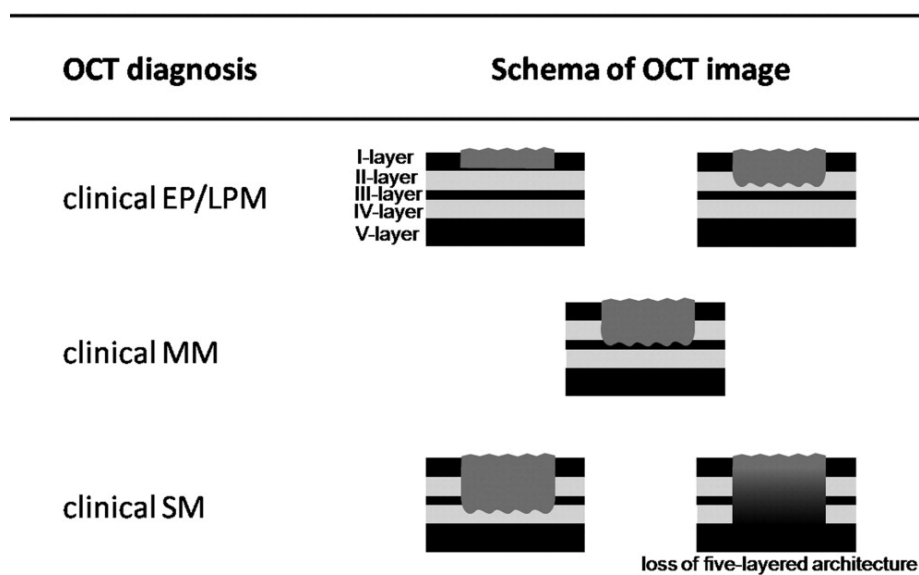 OCT diagnosis Schema of OCT image
clinical EP/LPM
I-layer
II-layer
III-layer
IV-layer
V-layer
clinical MM
clinical SM
loss of five-layered architecture